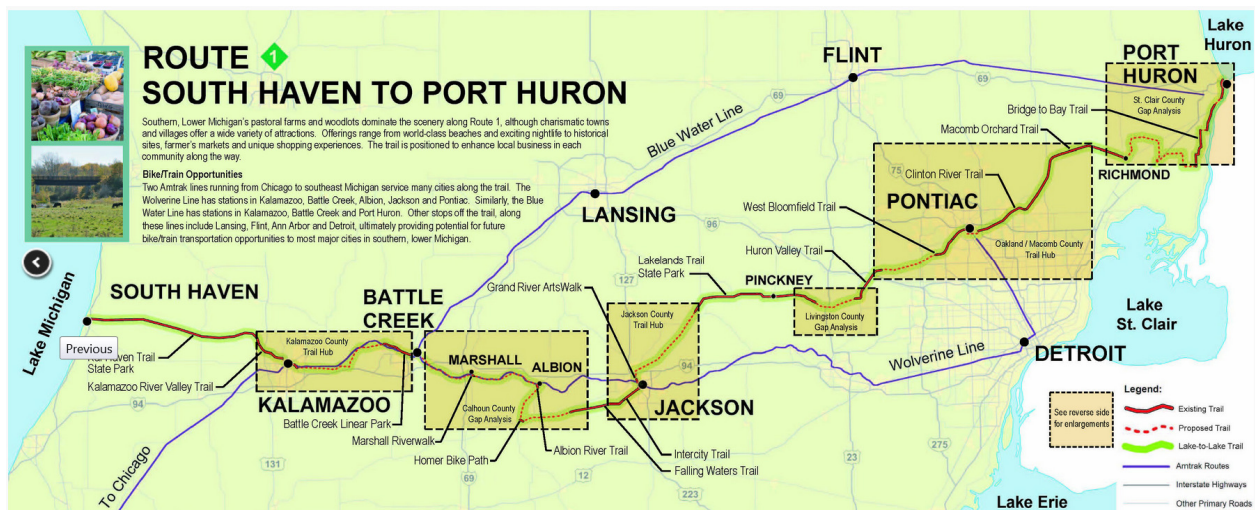 ROUTE 1
SOUTH HAVEN TO PORT HURON
Southern, Lower Michigan's pastoral farms and woodlots dominate the scenery along Route 1, although charismatic towns
and villages offer a wide variety of attractions. Offerings range from world-class beaches and exciting nightlife to historical
sites, farmer's markets and unique shopping experiences. The trail is positioned to enhance local business in each
community along the way.
Bike/Train Opportunities
Two Amtrak lines running from Chicago to southeast Michigan service many cities along the trail. The
Wolverine Line has stations in Kalamazoo, Battle Creek, Albion, Jackson and Pontiac. Similarly, the Blue
Water Line has stations in Kalamazoo, Battle Creek and Port Huron. Other stops off the trail, along
these lines include Lansing, Flint, Ann Arbor and Detroit, ultimately providing potential for future
bike/train transportation opportunities to most major cities in southern, lower Michigan.
Lake
Huron
PORT
HURON
St. Clair County
Gap Analysis
FLINT
69
69
Blue Water Line
Bridge to Bay Trail
Macomb Orchard Trail
RICHMOND
75
Clinton River Trail
PONTIAC
Oakland / Macomb County
Trail Hub
West Bloomfield Trail
LANSING
96
Huron Valley Trail
Lakelands Trail
State Park
127
PINCKNEY
Livingston County
Gap Analysis
Grand River ArtsWalk
Jackson County
Trail Hub
94
JACKSON
Lake Michigan
SOUTH HAVEN
Previous
Kal Haven Trail
State Park
Kalamazoo River Valley Trail
94
Kalamazoo County
Trail Hub
KALAMAZOO
BATTLE
CREEK
Battle Creek Linear Park
MARSHALL
ALBION
Calhoun County
Gap Analysis
Marshall Riverwalk
Homer Bike Path
Albion River Trail
Intercity Trail
Falling Waters Trail
To Chicago
131
69
12
223
23
275
Wolverine Line
DETROIT
Lake
St. Clair
Lake Erie
See reverse side
for enlargements
Legend:
Existing Trail
Proposed Trail
Lake-to-Lake Trail
Amtrak Routes
Interstate Highways
Other Primary Roads